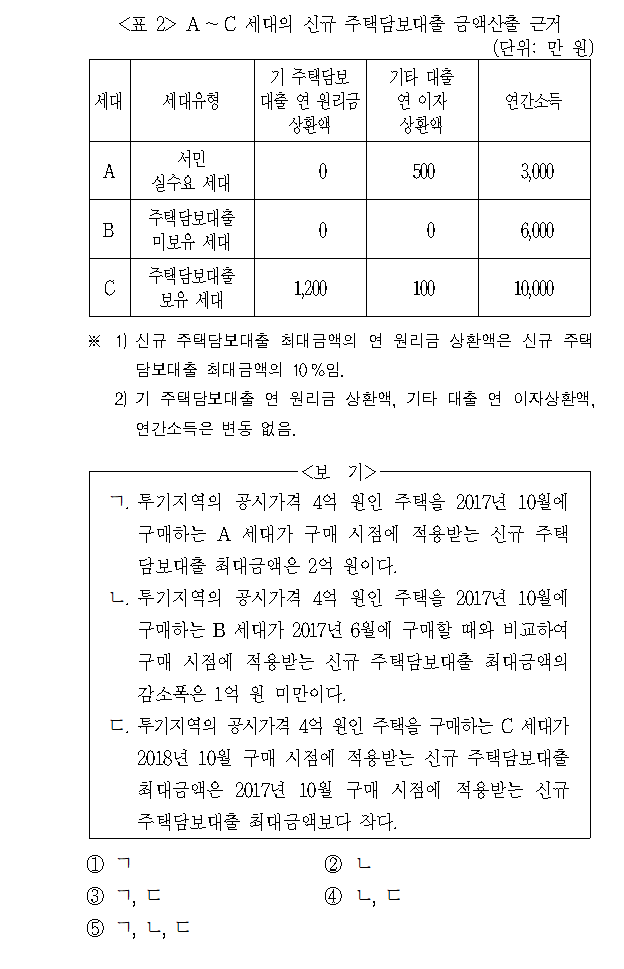 <표 2> A ~ C 세대의 신규 주택담보대출 금액산출 근거
(단위: 만 원)
세대 세대유형 기 주택담보대출 연 원리금 상환액 기타 대출 연 이자 상환액 연간소득
A 서민 실수요 세대 0 500 3,000
B 주택담보대출 미보유 세대 0 0 6,000
C 주택담보대출 보유 세대 1,200 100 10,000
※ 1) 신규 주택담보대출 최대금액의 연 원리금 상환액은 신규 주택
담보대출 최대금액의 10 %임.
2) 기 주택담보대출 연 원리금 상환액, 기타 대출 연 이자상환액,
연간소득은 변동 없음.
<보 기>
ㄱ. 투기지역의 공시가격 4억 원인 주택을 2017년 10월에
구매하는 A 세대가 구매 시점에 적용받는 신규 주택
담보대출 최대금액은 2억 원이다.
ㄴ. 투기지역의 공시가격 4억 원인 주택을 2017년 10월에
구매하는 B 세대가 2017년 6월에 구매할 때와 비교하여
구매 시점에 적용받는 신규 주택담보대출 최대금액의
감소폭은 1억 원 미만이다.
ㄷ. 투기지역의 공시가격 4억 원인 주택을 구매하는 C 세대가
2018년 10월 구매 시점에 적용받는 신규 주택담보대출
최대금액은 2017년 10월 구매 시점에 적용받는 신규
주택담보대출 최대금액보다 작다.
① ㄱ ② ㄴ
③ ㄱ, ㄷ ④ ㄴ, ㄷ
⑤ ㄱ, ㄴ, ㄷ